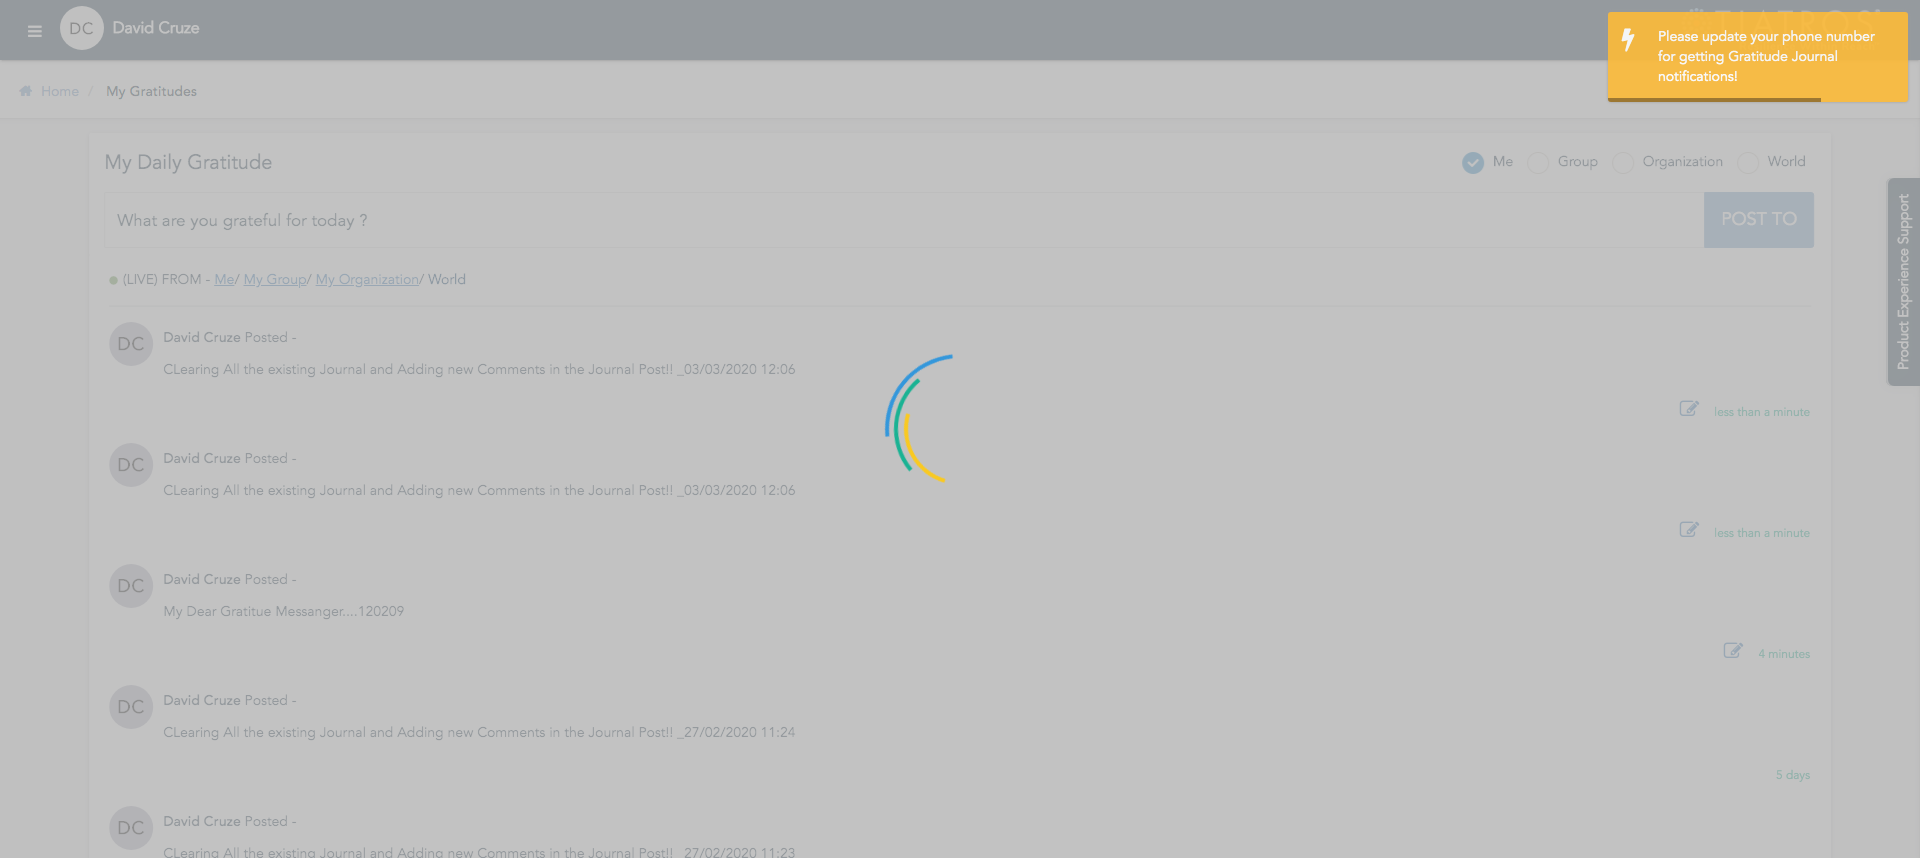 DC David Cruze
TIATROS
Please update your phone number
for getting Gratitude Journal
notifications!
Home / My Gratitudes
My Daily Gratitude
Me Group Organization World
What are you grateful for today ?
POST TO
Product Experience Support
(LIVE) FROM - Me/ My Group/ My Organization/ World
DC David Cruze Posted -
CLearing All the existing Journal and Adding new Comments in the Journal Post!! _03/03/2020 12:06
less than a minute
DC David Cruze Posted -
CLearing All the existing Journal and Adding new Comments in the Journal Post!! _03/03/2020 12:06
less than a minute
DC David Cruze Posted -
My Dear Gratitue Messanger....120209
4 minutes
DC David Cruze Posted -
CLearing All the existing Journal and Adding new Comments in the Journal Post!! _27/02/2020 11:24
5 days
DC David Cruze Posted -
CLearing All the existing Journal and Adding new Comments in the Journal Post!! _27/02/2020 11:23